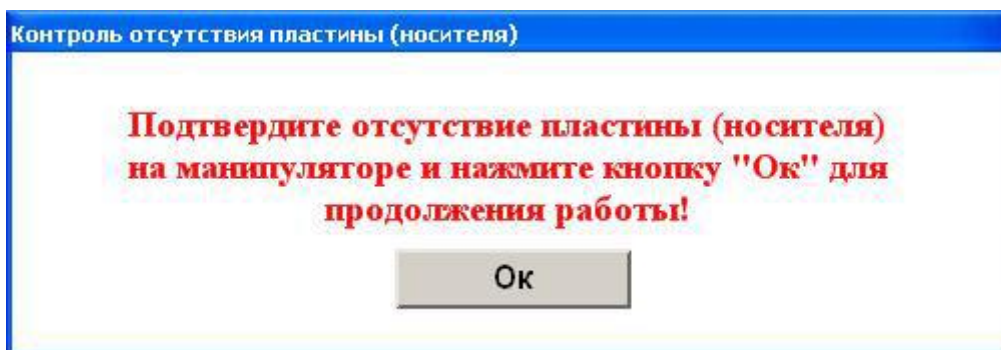 Контроль отсутствия пластины (носителя)
Подтвердите отсутствие пластины (носителя)
на манипуляторе и нажмите кнопку "Ок" для
продолжения работы!
Ок